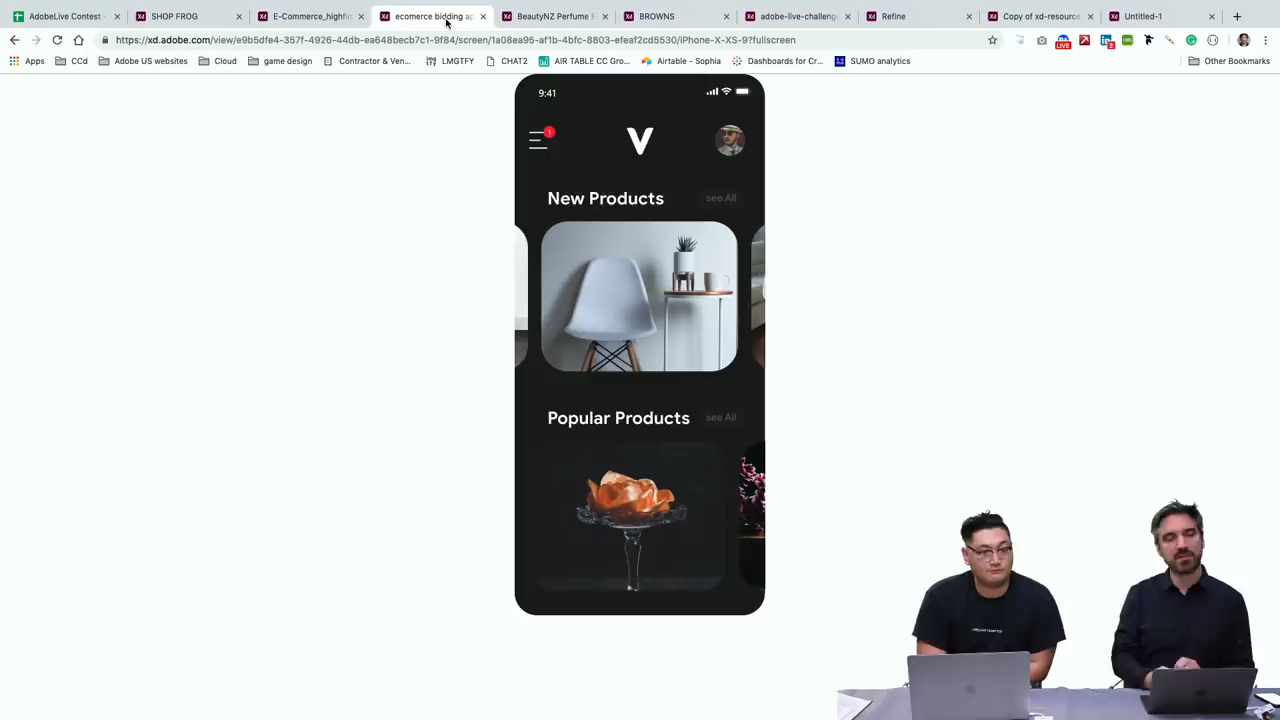 AdobeLive Contest -
SHOP FROG
E-Commerce_highfid
ecomerce bidding ap
BeautyNZ Perfume E
BROWNS
adobe-live-challeng
Refine
Copy of xd-resource
Untitled-1
https://xd.adobe.com/view/e9b5dfe4-357f-4926-44db-ea648becb7c1-9f84/screen/1a08ea95-af1b-4bfc-8803-efeaf2cd5530/iPhone-X-XS-9?fullscreen
Apps
CCd
Adobe US websites
Cloud
game design
Contractor & Ven...
LMGTFY
CHAT2
AIR TABLE CC Gro...
Airtable - Sophia
Dashboards for Cr...
SUMO analytics
Other Bookmarks
9:41
1
V
New Products
see All
Popular Products
see All